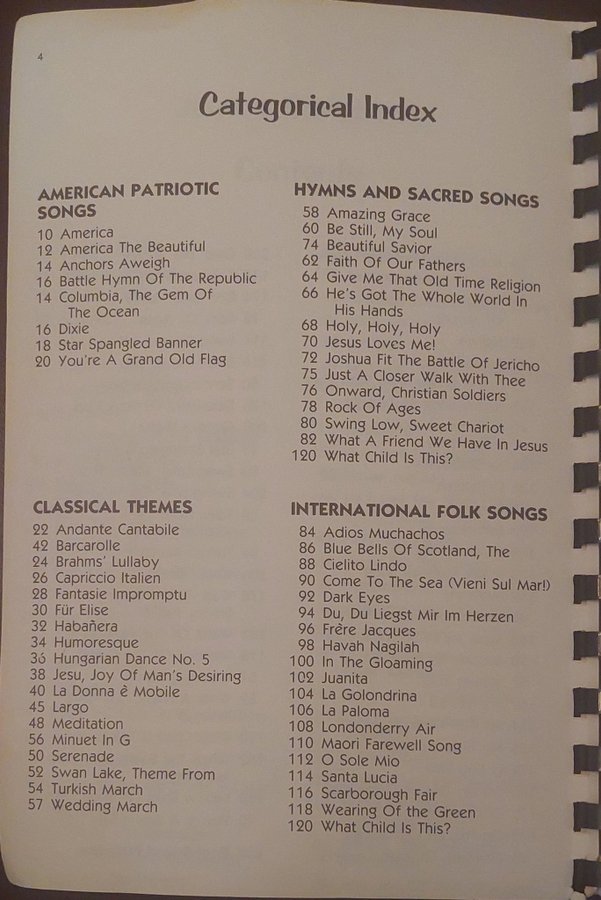 4
Categorical Index
AMERICAN PATRIOTIC
SONGS
10 America
12 America The Beautiful
14 Anchors Aweigh
16 Battle Hymn Of The Republic
14 Columbia, The Gem Of
The Ocean
16 Dixie
18 Star Spangled Banner
20 You're A Grand Old Flag
HYMNS AND SACRED SONGS
58 Amazing Grace
60 Be Still, My Soul
74 Beautiful Savior
62 Faith Of Our Fathers
64 Give Me That Old Time Religion
66 He's Got The Whole World In
His Hands
68 Holy, Holy, Holy
70 Jesus Loves Me!
72 Joshua Fit The Battle Of Jericho
75 Just A Closer Walk With Thee
76 Onward, Christian Soldiers
78 Rock Of Ages
80 Swing Low, Sweet Chariot
82 What A Friend We Have In Jesus
120 What Child Is This?
CLASSICAL THEMES
22 Andante Cantabile
42 Barcarolle
24 Brahms' Lullaby
26 Capriccio Italien
28 Fantasie Impromptu
30 Für Elise
32 Habañera
34 Humoresque
36 Hungarian Dance No. 5
38 Jesu, Joy Of Man's Desiring
40 La Donna è Mobile
45 Largo
48 Meditation
56 Minuet In G
50 Serenade
52 Swan Lake, Theme From
54 Turkish March
57 Wedding March
INTERNATIONAL FOLK SONGS
84 Adios Muchachos
86 Blue Bells Of Scotland, The
88 Cielito Lindo
90 Come To The Sea (Vieni Sul Mar!)
92 Dark Eyes
94 Du, Du Liegst Mir Im Herzen
96 Frère Jacques
98 Havah Nagilah
100 In The Gloaming
102 Juanita
104 La Golondrina
106 La Paloma
108 Londonderry Air
110 Maori Farewell Song
112 O Sole Mio
114 Santa Lucia
116 Scarborough Fair
118 Wearing Of the Green
120 What Child Is This?